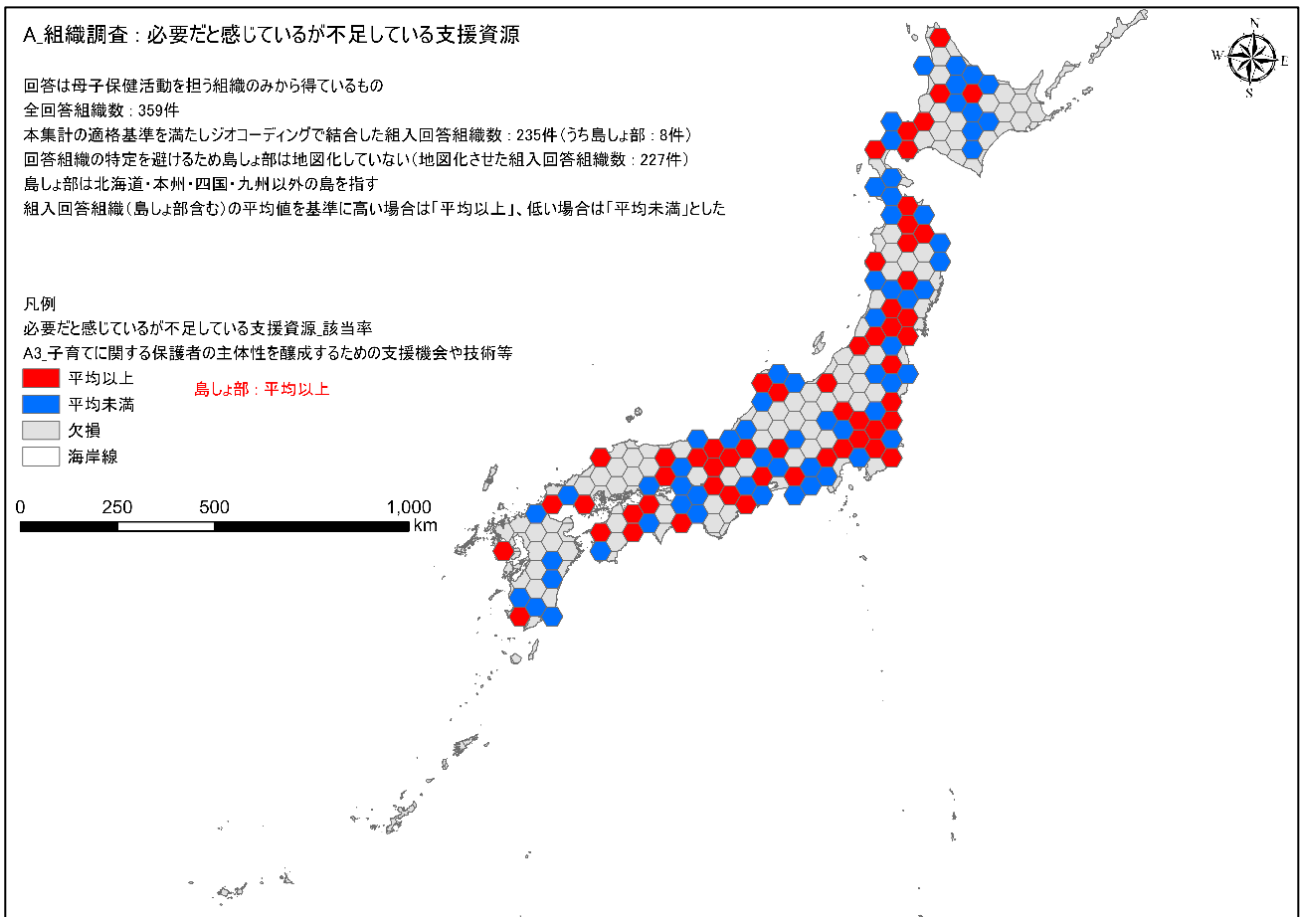 A_組織調査：必要だと感じているが不足している支援資源
回答は母子保健活動を担う組織のみから得ているもの
全回答組織数：359件
本集計の適格基準を満たしジオコーディングで結合した組入回答組織数：235件(うち島しょ部：8件)
回答組織の特定を避けるため島しょ部は地図化していない(地図化させた組入回答組織数：227件)
島しょ部は北海道・本州・四国・九州以外の島を指す
組入回答組織(島しょ部含む)の平均値を基準に高い場合は「平均以上」、低い場合は「平均未満」とした
N
W E
S
凡例
必要だと感じているが不足している支援資源_該当率
A3_子育てに関する保護者の主体性を醸成するための支援機会や技術等
平均以上
島しょ部：平均以上
平均未満
欠損
海岸線
0 250 500 1,000
km